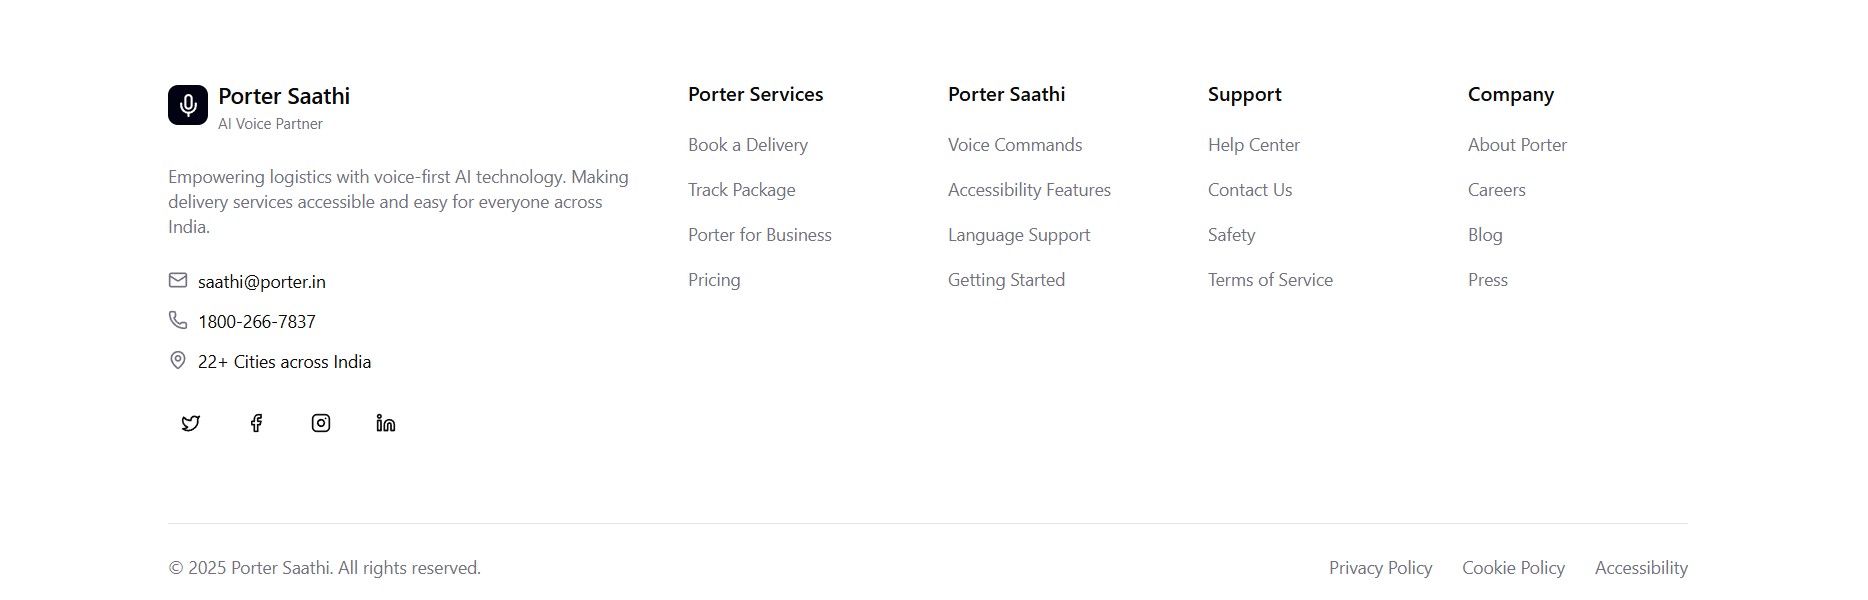 Porter Saathi
AI Voice Partner
Empowering logistics with voice-first AI technology. Making
delivery services accessible and easy for everyone across
India.
saathi@porter.in
1800-266-7837
22+ Cities across India
Porter Services
Book a Delivery
Track Package
Porter for Business
Pricing
Porter Saathi
Voice Commands
Accessibility Features
Language Support
Getting Started
Support
Help Center
Contact Us
Safety
Terms of Service
Company
About Porter
Careers
Blog
Press
© 2025 Porter Saathi. All rights reserved.
Privacy Policy
Cookie Policy
Accessibility